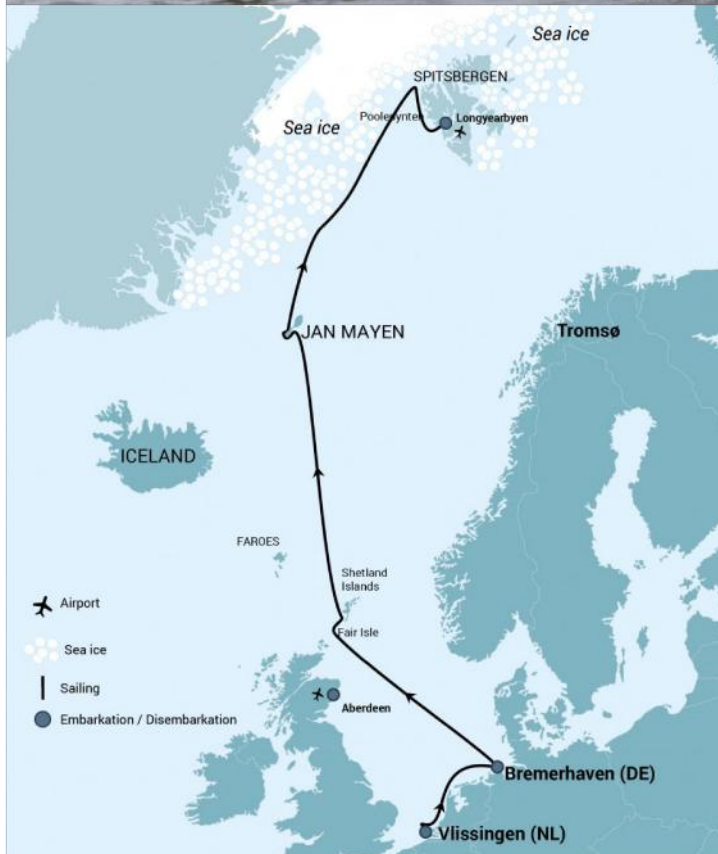 Sea ice
SPITSBERGEN
Poolepynten
Longyearbyen
Sea ice
JAN MAYEN
Tromsø
ICELAND
FAROES
Shetland
Islands
Fair Isle
Airport
Sea ice
Sailing
Embarkation / Disembarkation
Aberdeen
Bremerhaven (DE)
Vlissingen (NL)